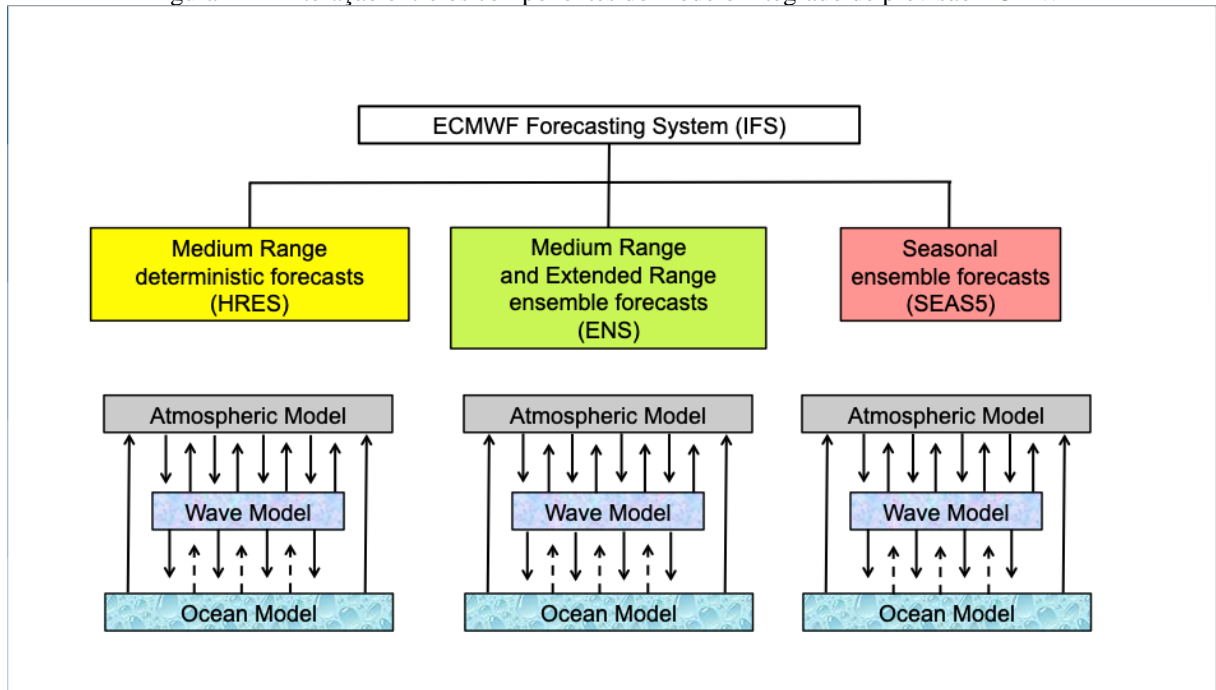 ECMWF Forecasting System (IFS)
Medium Range
deterministic forecasts
(HRES)
Medium Range
and Extended Range
ensemble forecasts
(ENS)
Seasonal
ensemble forecasts
(SEAS5)
Atmospheric Model
Atmospheric Model
Atmospheric Model
Wave Model
Wave Model
Wave Model
Ocean Model
Ocean Model
Ocean Model